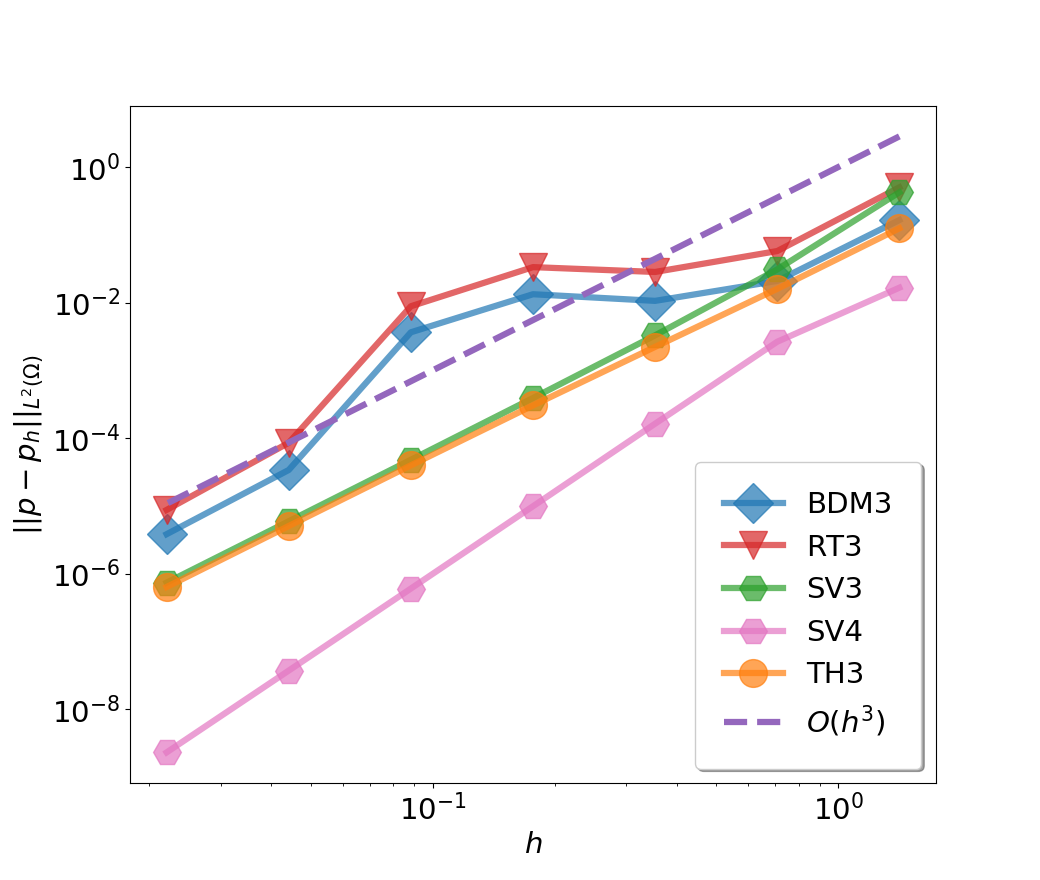 10⁰
10⁻²
10⁻⁴
10⁻⁶
10⁻⁸
||p − pₕ||_{L²(Ω)}
BDM3
RT3
SV3
SV4
TH3
O(h³)
10⁻¹
10⁰
h